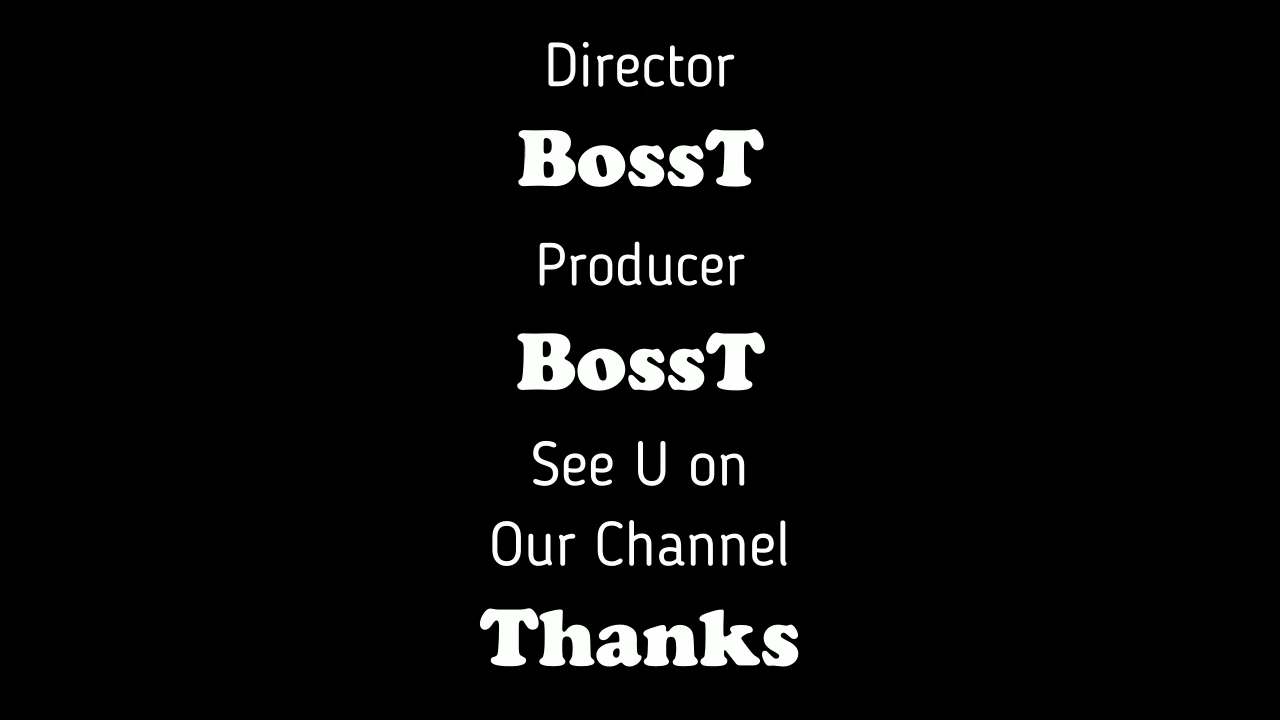 Director
BossT
Producer
BossT
See U on
Our Channel
Thanks